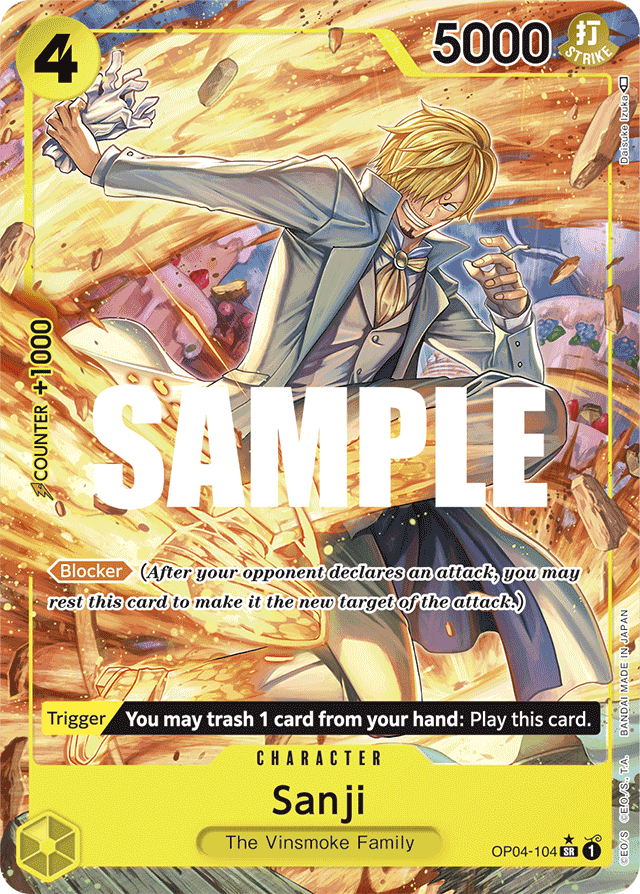 4
5000
打
STRIKE
Daisuke Izuka
COUNTER +1000
SAMPLE
Blocker (After your opponent declares an attack, you may
rest this card to make it the new target of the attack.)
Trigger You may trash 1 card from your hand: Play this card.
CHARACTER
Sanji
The Vinsmoke Family
OP04-104 SR 1
©E.O/S ©E.O./S., T.A. BANDAI MADE IN JAPAN